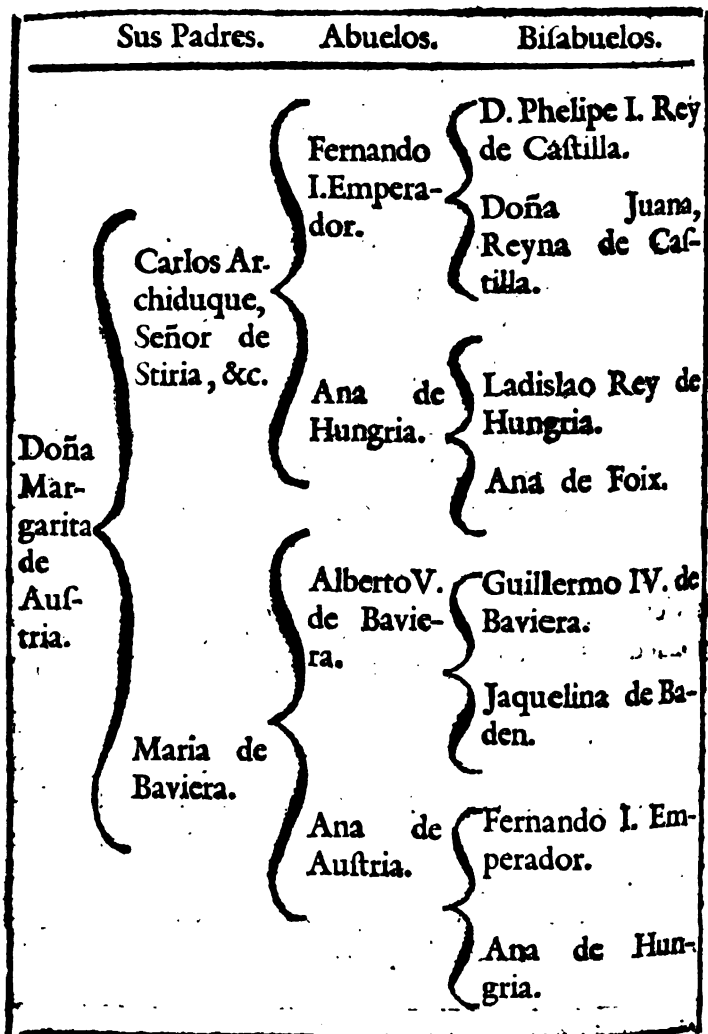 Sus Padres. Abuelos. Biſabuelos.
Doña
Mar-
garita
de
Auſ-
tria.
Carlos Ar-
chiduque,
Señor de
Stiria, &c.
Maria de
Baviera.
Fernando
I. Empera-
dor.
Ana de
Hungria.
Alberto V.
de Bavie-
ra.
Ana de
Auſtria.
D. Phelipe I. Rey
de Caſtilla.
Doña Juana,
Reyna de Caſ-
tilla.
Ladislao Rey de
Hungria.
Ana de Foix.
Guillermo IV. de
Baviera.
Jaquelina de Ba-
den.
Fernando I. Em-
perador.
Ana de Hun-
gria.